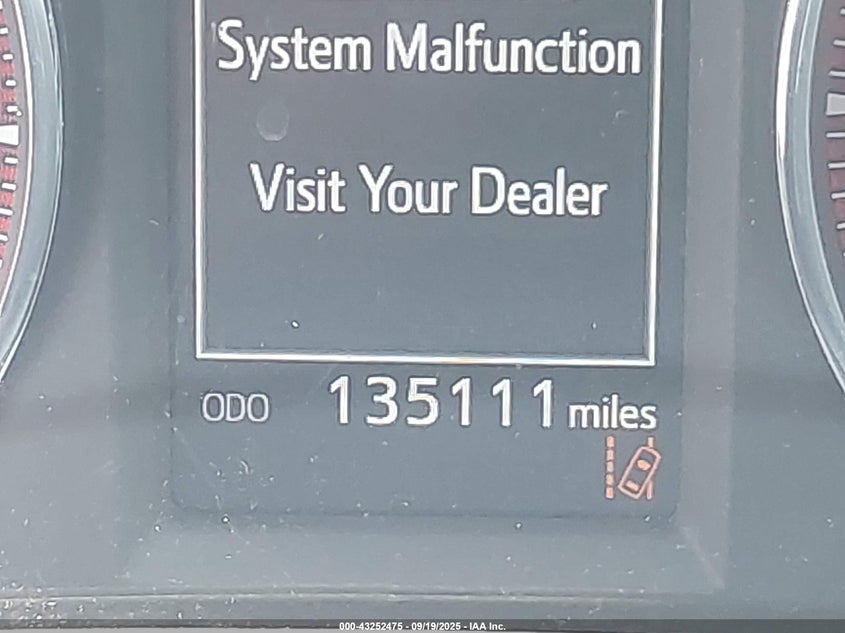 System Malfunction
Visit Your Dealer
ODO 135111 miles
000-43252475 - 09/19/2025 - IAA Inc.